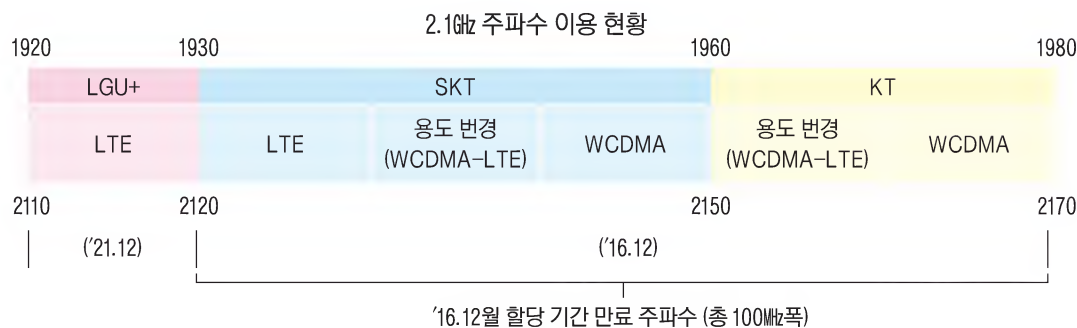 2.1㎓ 주파수 이용 현황
1920 1930 1960 1980
LGU+ SKT KT
LTE LTE 용도 변경 (WCDMA-LTE) WCDMA 용도 변경 (WCDMA-LTE) WCDMA
2110 2120 2150 2170
('21.12) ('16.12)
'16.12월 할당 기간 만료 주파수 (총 100㎒폭)